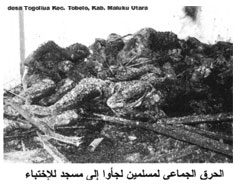 desa Togoliua Kec. Tobelo, Kab. Maluku Utara
الحرق الجماعي لمسلمين لجأوا إلى مسجد للإختباء